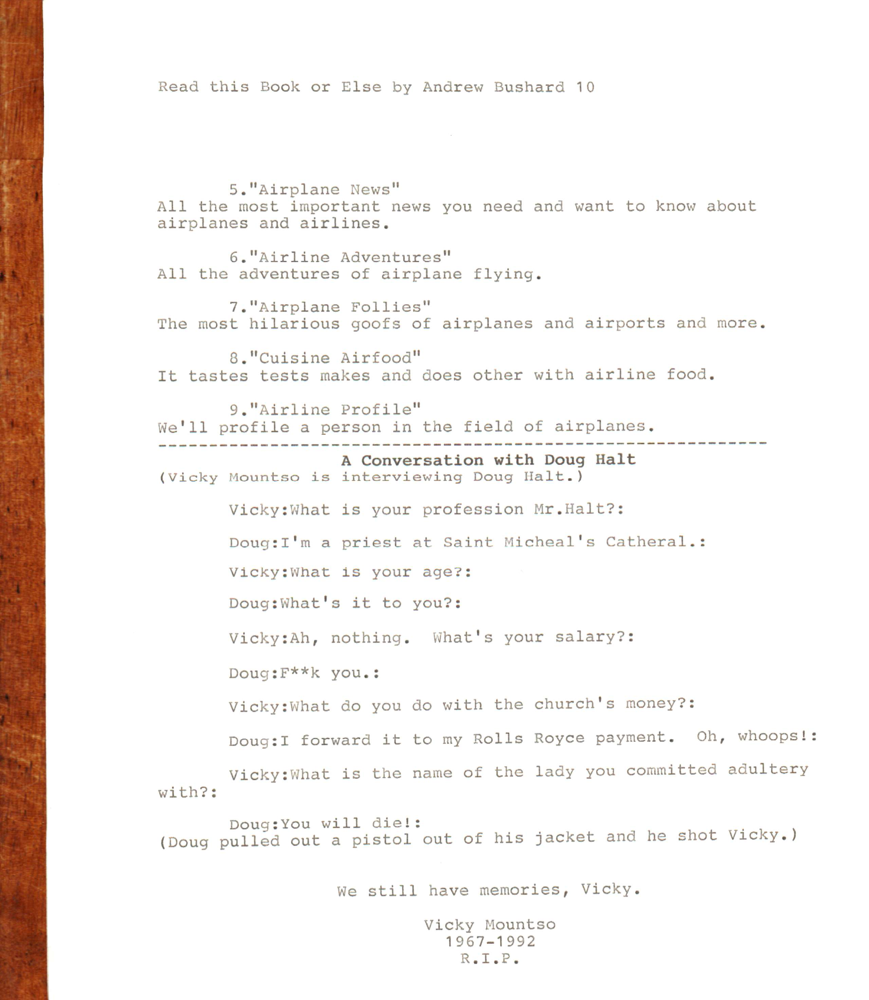 Read this Book or Else by Andrew Bushard 10
5."Airplane News"
All the most important news you need and want to know about
airplanes and airlines.
6."Airline Adventures"
All the adventures of airplane flying.
7."Airplane Follies"
The most hilarious goofs of airplanes and airports and more.
8."Cuisine Airfood"
It tastes tests makes and does other with airline food.
9."Airline Profile"
We'll profile a person in the field of airplanes.
------------------------------------------------------------
A Conversation with Doug Halt
(Vicky Mountso is interviewing Doug Halt.)
Vicky:What is your profession Mr.Halt?:
Doug:I'm a priest at Saint Micheal's Catheral.:
Vicky:What is your age?:
Doug:What's it to you?:
Vicky:Ah, nothing.  What's your salary?:
Doug:F**k you.:
Vicky:What do you do with the church's money?:
Doug:I forward it to my Rolls Royce payment.  Oh, whoops!:
Vicky:What is the name of the lady you committed adultery
with?:
Doug:You will die!:
(Doug pulled out a pistol out of his jacket and he shot Vicky.)
We still have memories, Vicky.
Vicky Mountso
1967-1992
R.I.P.